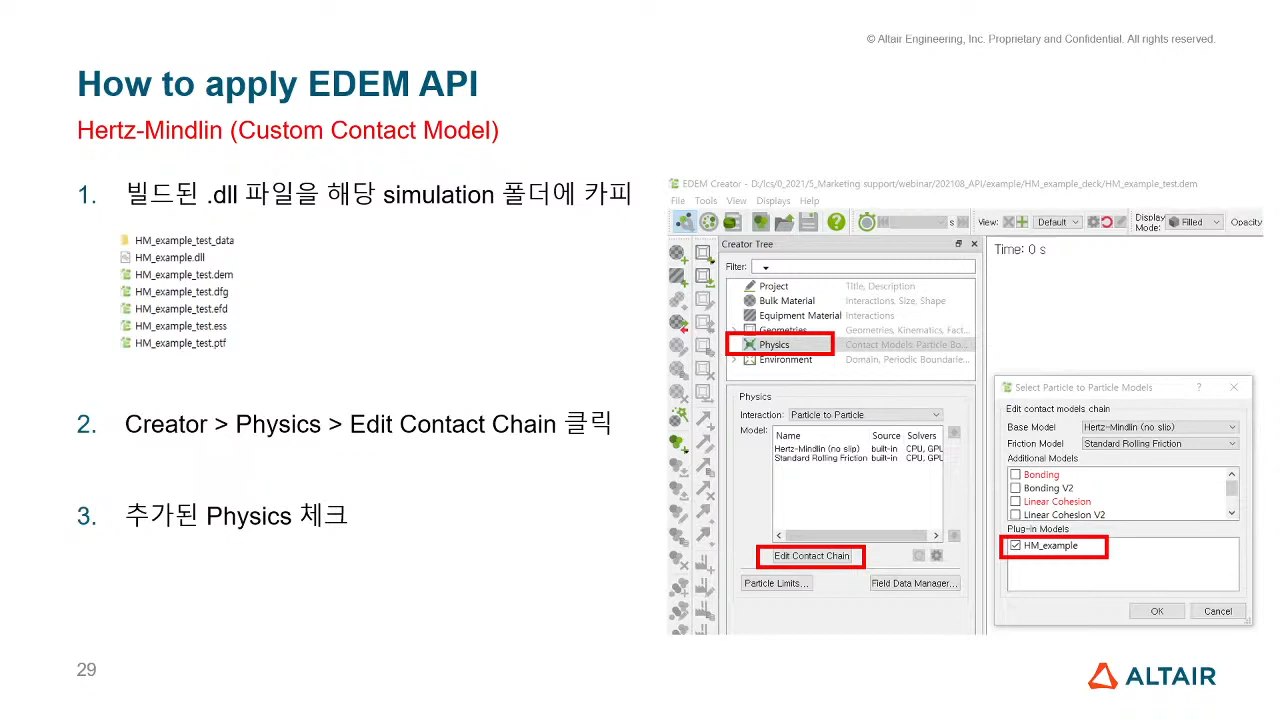 © Altair Engineering, Inc. Proprietary and Confidential. All rights reserved.
How to apply EDEM API
Hertz-Mindlin (Custom Contact Model)
1. 빌드된 .dll 파일을 해당 simulation 폴더에 카피
HM_example_test_data
HM_example.dll
HM_example_test.dem
HM_example_test.dfg
HM_example_test.efd
HM_example_test.ess
HM_example_test.ptf
2. Creator > Physics > Edit Contact Chain 클릭
3. 추가된 Physics 체크
EDEM Creator - D:/lcs/0_2021/5_Marketing support/webinar/202108_API/example/HM_example_deck/HM_example_test.dem
File Tools View Displays Help
s View: Default Display Mode: Filled Opacity
Creator Tree
Filter:
Project Title, Description
Bulk Material Interactions, Size, Shape
Equipment Material Interactions
Geometries Geometries, Kinematics, Fact...
Physics Contact Models Particle Bo...
Environment Domain, Periodic Boundarie...
Time: 0 s
Physics
Interaction: Particle to Particle
Model:
Name Source Solvers
Hertz-Mindlin (no slip) built-in CPU, GPU
Standard Rolling Friction built-in CPU, GPU
Edit Contact Chain
Particle Limits... Field Data Manager...
Select Particle to Particle Models ?
Edit contact models chain
Base Model Hertz-Mindlin (no slip)
Friction Model Standard Rolling Friction
Additional Models
Bonding
Bonding V2
Linear Cohesion
Linear Cohesion V2
Plug-in Models
HM_example
OK Cancel
29
ALTAIR